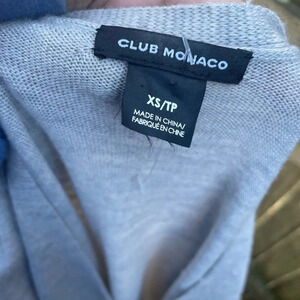 CLUB MONACO
XS/TP
MADE IN CHINA/
FABRIQUÉ EN CHINE